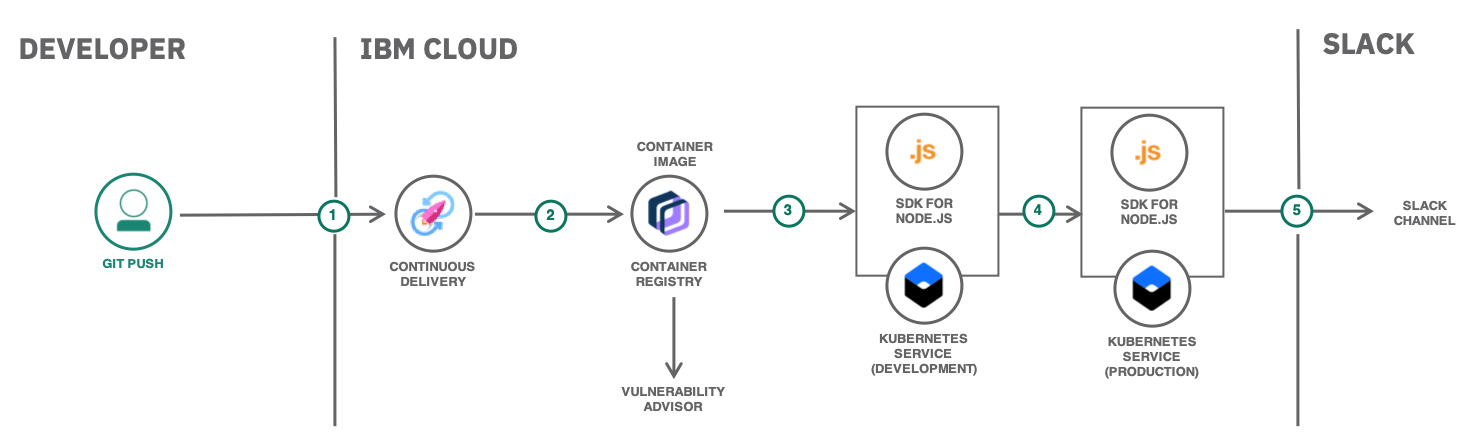 DEVELOPER
IBM CLOUD
SLACK
GIT PUSH
1
CONTINUOUS
DELIVERY
2
CONTAINER
IMAGE
CONTAINER
REGISTRY
VULNERABILITY
ADVISOR
3
.js
SDK FOR
NODE.JS
KUBERNETES
SERVICE
(DEVELOPMENT)
4
.js
SDK FOR
NODE.JS
KUBERNETES
SERVICE
(PRODUCTION)
5
SLACK
CHANNEL